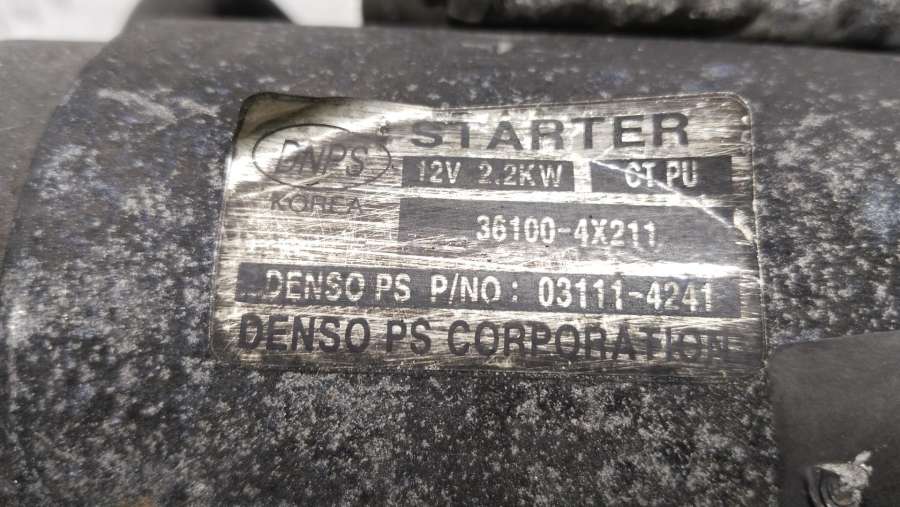 DNPS
KOREA
STARTER
12V 2.2KW CT PU
36100-4X211
DENSO PS P/NO: 03111-4241
DENSO PS CORPORATION